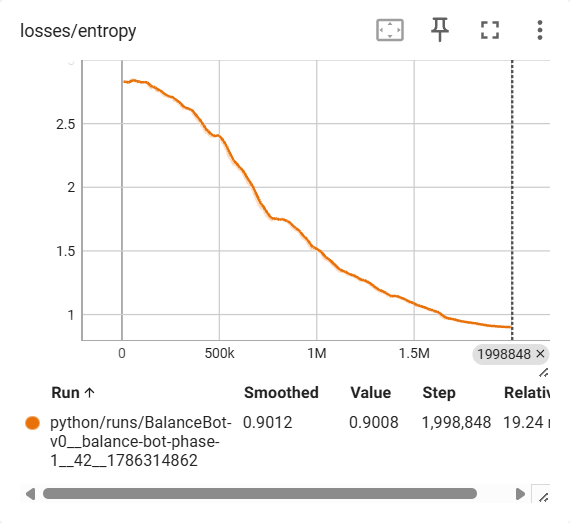 losses/entropy
2.5
2
1.5
1
0 500k 1M 1.5M 1998848 ✕
Run ↑ Smoothed Value Step Relativ
python/runs/BalanceBot- 0.9012 0.9008 1,998,848 19.24
v0__balance-bot-phase-
1__42__1786314862